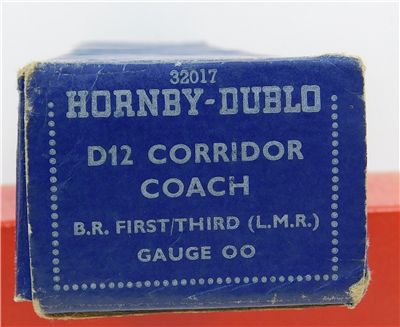 32017
HORNBY-DUBLO
D12 CORRIDOR
COACH
B.R. FIRST/THIRD (L.M.R.)
GAUGE OO